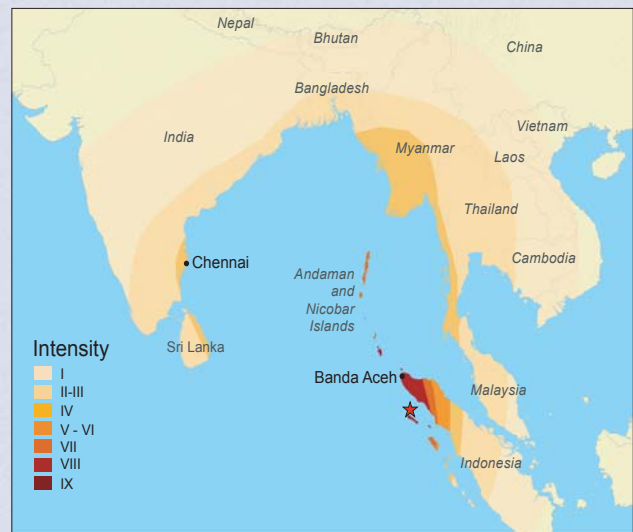 Nepal
Bhutan
China
Bangladesh
India
Myanmar
Vietnam
Laos
Thailand
Chennai
Cambodia
Andaman
and
Nicobar
Islands
Sri Lanka
Banda Aceh
Malaysia
Indonesia
Intensity
I
II-III
IV
V - VI
VII
VIII
IX